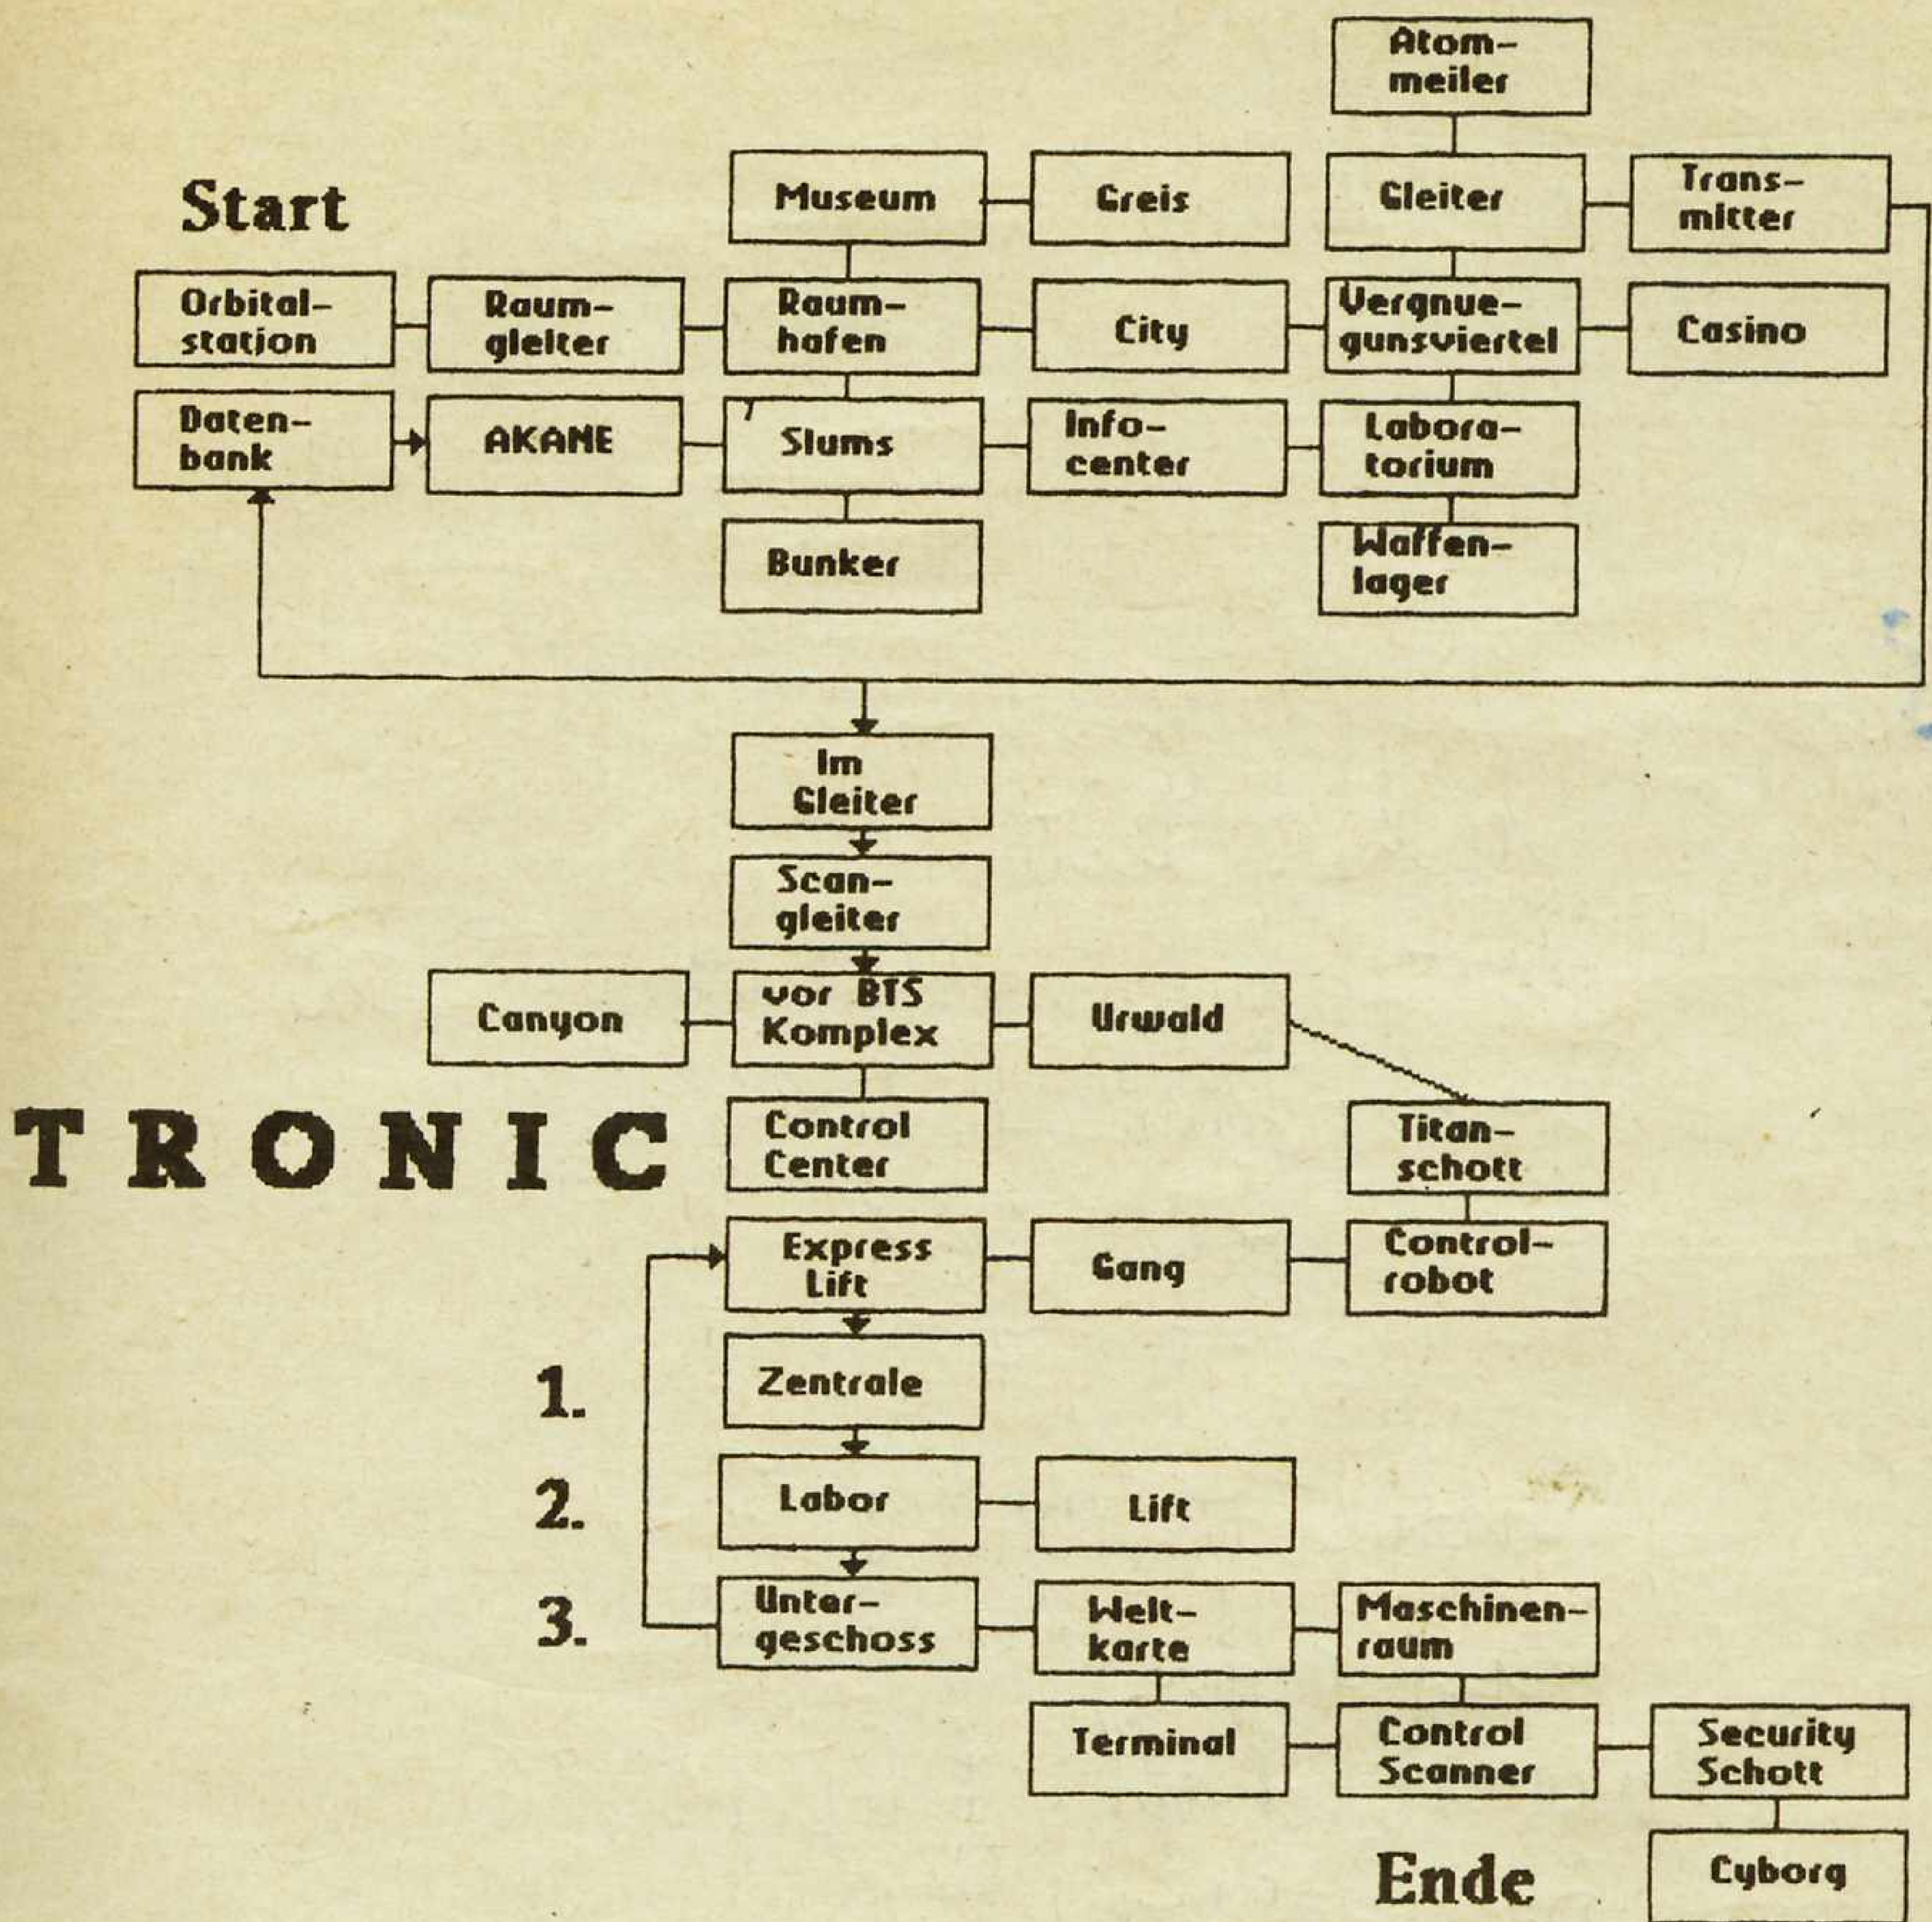 Atom-
meiler
Museum
Greis
Gleiter
Trans-
mitter
Start
Orbital-
station
Raum-
gleiter
Raum-
hafen
City
Vergnue-
gunsviertel
Casino
Daten-
bank
AKANE
Slums
Info-
center
Labora-
torium
Bunker
Waffen-
lager
Im
Gleiter
Scan-
gleiter
Canyon
vor BTS
Komplex
Urwald
TRONIC
Control
Center
Titan-
schott
Express
Lift
Gang
Control-
robot
1.
Zentrale
2.
Labor
Lift
3.
Unter-
geschoss
Welt-
karte
Maschinen-
raum
Terminal
Control
Scanner
Security
Schott
Ende
Cyborg